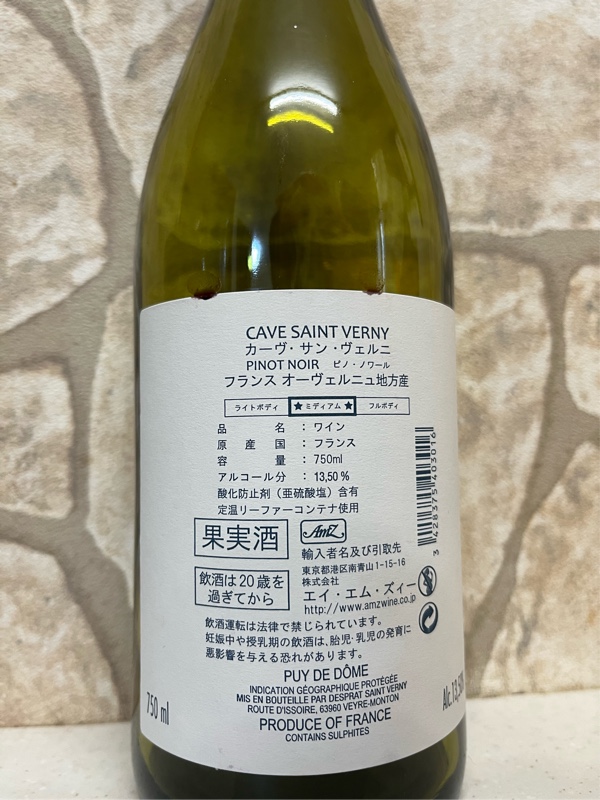 CAVE SAINT VERNY
カーヴ・サン・ヴェルニ
PINOT NOIR ピノ・ノワール
フランス オーヴェルニュ地方産
ライトボディ ★ミディアム★ フルボディ
品名：ワイン
原産国：フランス
容量：750ml
アルコール分：13,50%
酸化防止剤（亜硫酸塩）含有
定温リーファーコンテナ使用
果実酒
AmZ
輸入者名及び引取先
東京都港区南青山1-15-16
株式会社
エイ・エム・ズィー
http://www.amzwine.co.jp
飲酒は20歳を
過ぎてから
3 428375 403016
飲酒運転は法律で禁じられています。
妊娠中や授乳期の飲酒は、胎児・乳児の発育に
悪影響を与える恐れがあります。
PUY DE DÔME
INDICATION GÉOGRAPHIQUE PROTÉGÉE
MIS EN BOUTEILLE PAR DESPRAT SAINT VERNY
ROUTE D'ISSOIRE, 63960 VEYRE-MONTON
PRODUCE OF FRANCE
CONTAINS SULPHITES
750 ml
Alc.13,50%